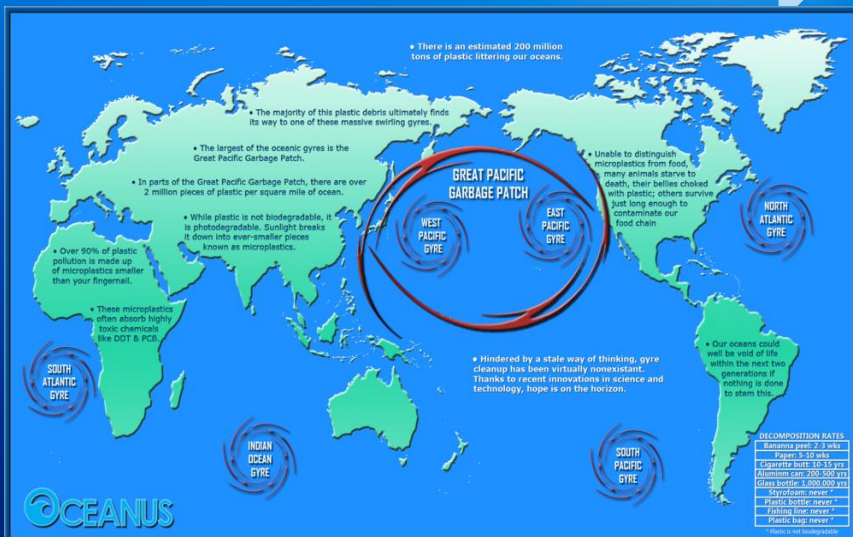 • There is an estimated 200 million
tons of plastic littering our oceans.
• The majority of this plastic debris ultimately finds
its way to one of these massive swirling gyres.
• The largest of the oceanic gyres is the
Great Pacific Garbage Patch.
• In parts of the Great Pacific Garbage Patch, there are over
2 million pieces of plastic per square mile of ocean.
• While plastic is not biodegradable, it
is photodegradable. Sunlight breaks
it down into ever-smaller pieces
known as microplastics.
• Over 90% of plastic
pollution is made up
of microplastics smaller
than your fingernail.
• These microplastics
often absorb highly
toxic chemicals
like DDT & PCB.
GREAT PACIFIC
GARBAGE PATCH
WEST
PACIFIC
GYRE
EAST
PACIFIC
GYRE
• Unable to distinguish
microplastics from food,
many animals starve to
death, their bellies choked
with plastic; others survive
just long enough to
contaminate our
food chain
NORTH
ATLANTIC
GYRE
SOUTH
ATLANTIC
GYRE
INDIAN
OCEAN
GYRE
SOUTH
PACIFIC
GYRE
• Hindered by a stale way of thinking, gyre
cleanup has been virtually nonexistant.
Thanks to recent innovations in science and
technology, hope is on the horizon.
• Our oceans could
well be void of life
within the next two
generations if
nothing is done
to stem this.
DECOMPOSITION RATES
Bananna peel: 2-3 wks
Paper: 5-10 wks
Cigarette butt: 10-15 yrs
Aluminm can: 200-500 yrs
Glass bottle: 1,000,000 yrs
Styrofoam: never *
Plastic bottle: never *
Fishing line: never *
Plastic bag: never *
* Plastic is not biodegradable
OCEANUS